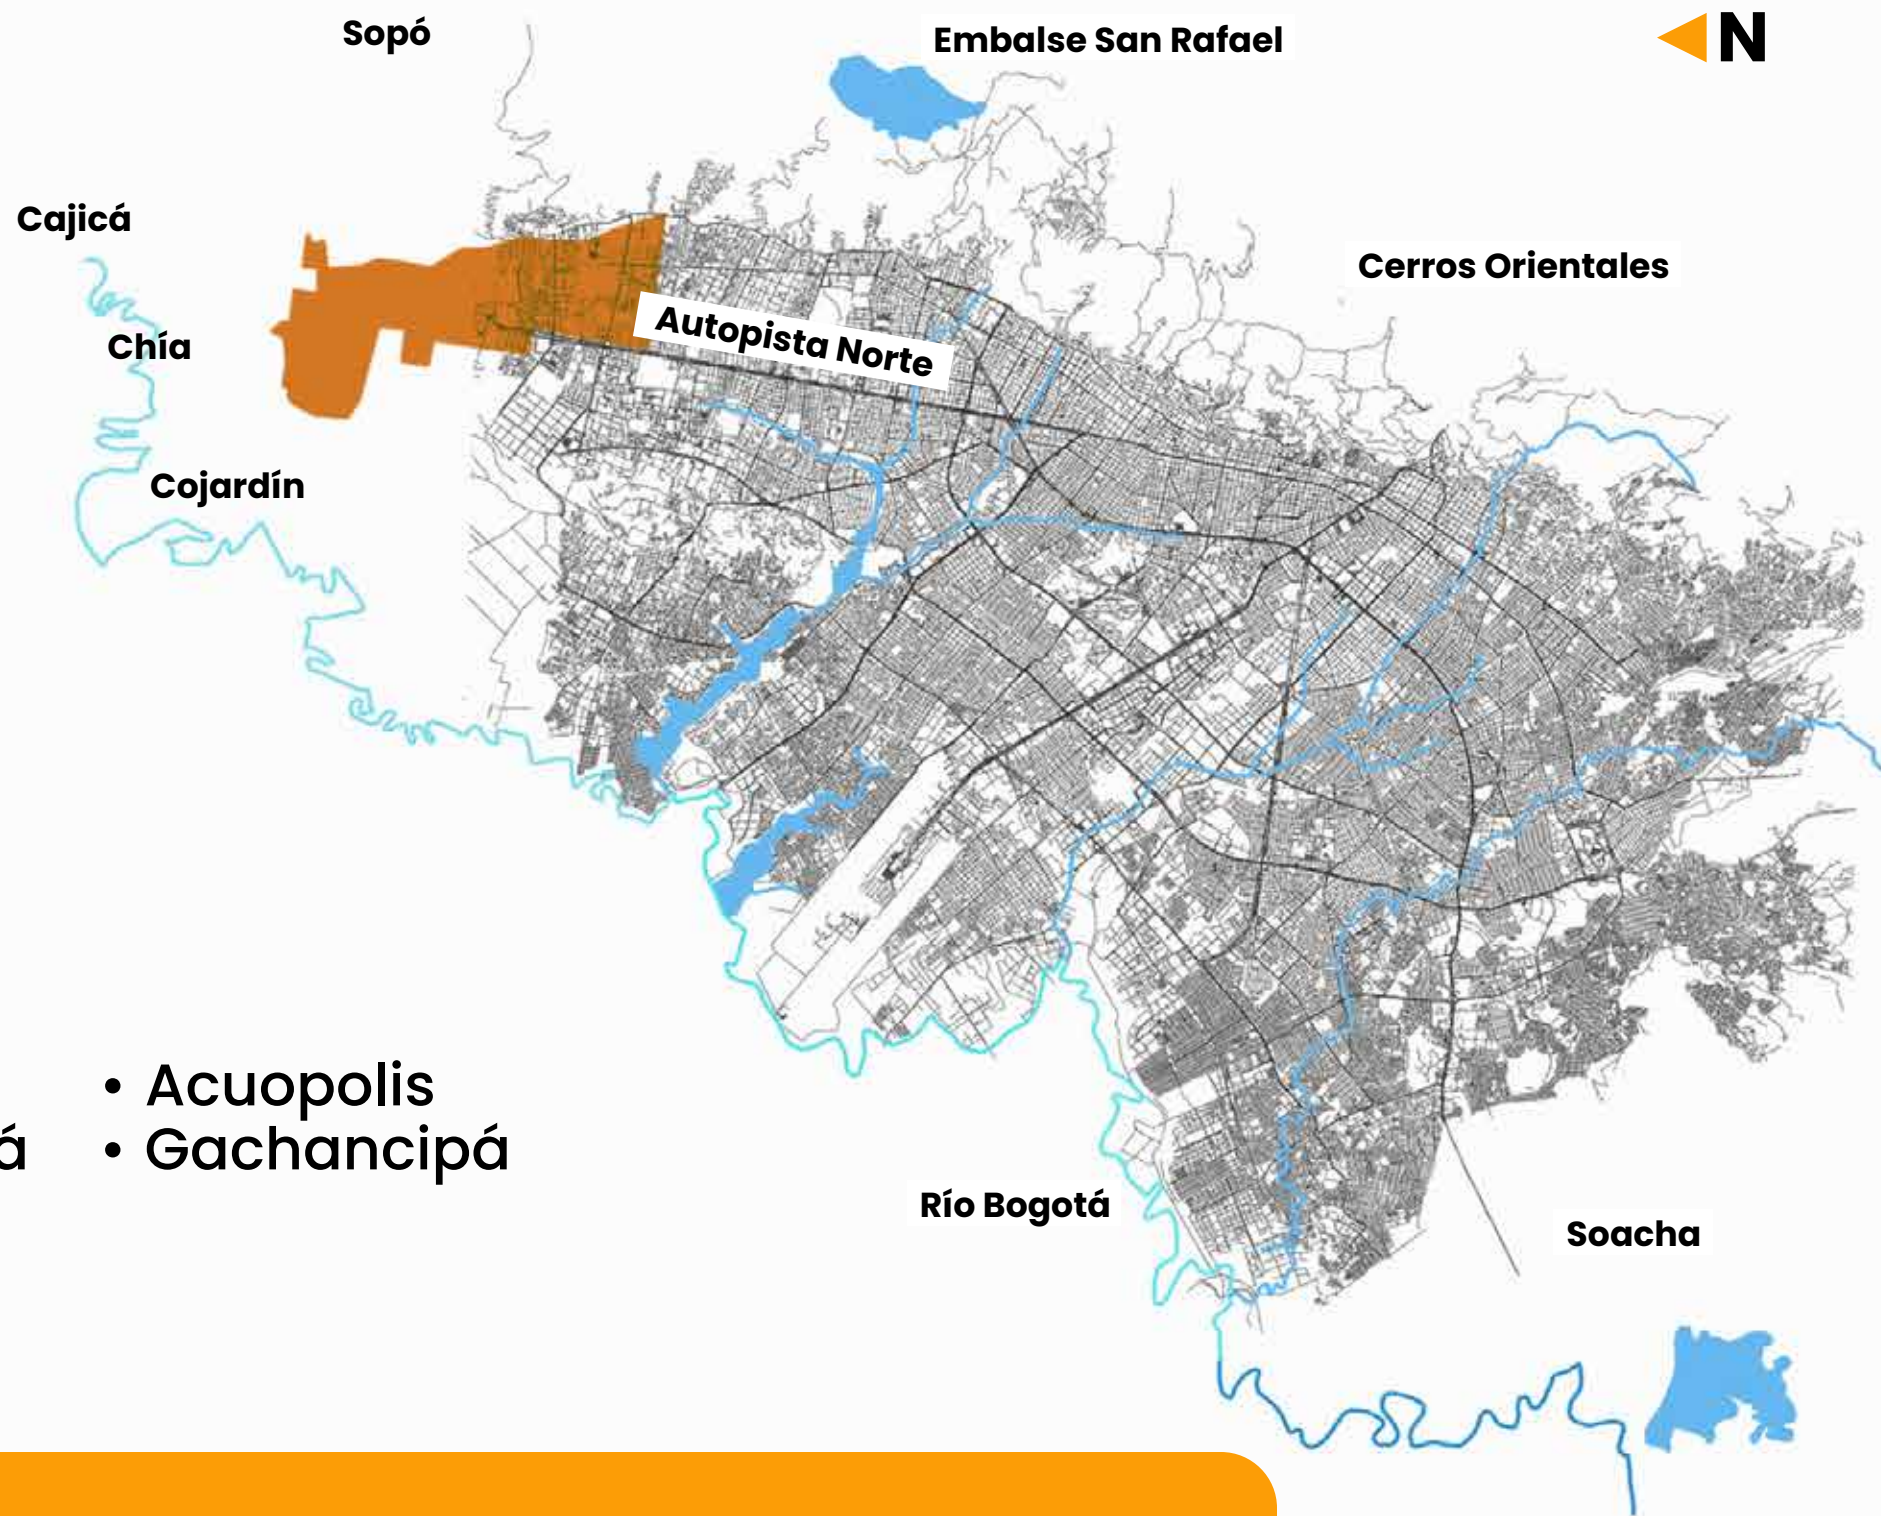 Sopó
Embalse San Rafael
N
Cajicá
Cerros Orientales
Autopista Norte
Chía
Cojardín
• Acuopolis
á
• Gachancipá
Río Bogotá
Soacha